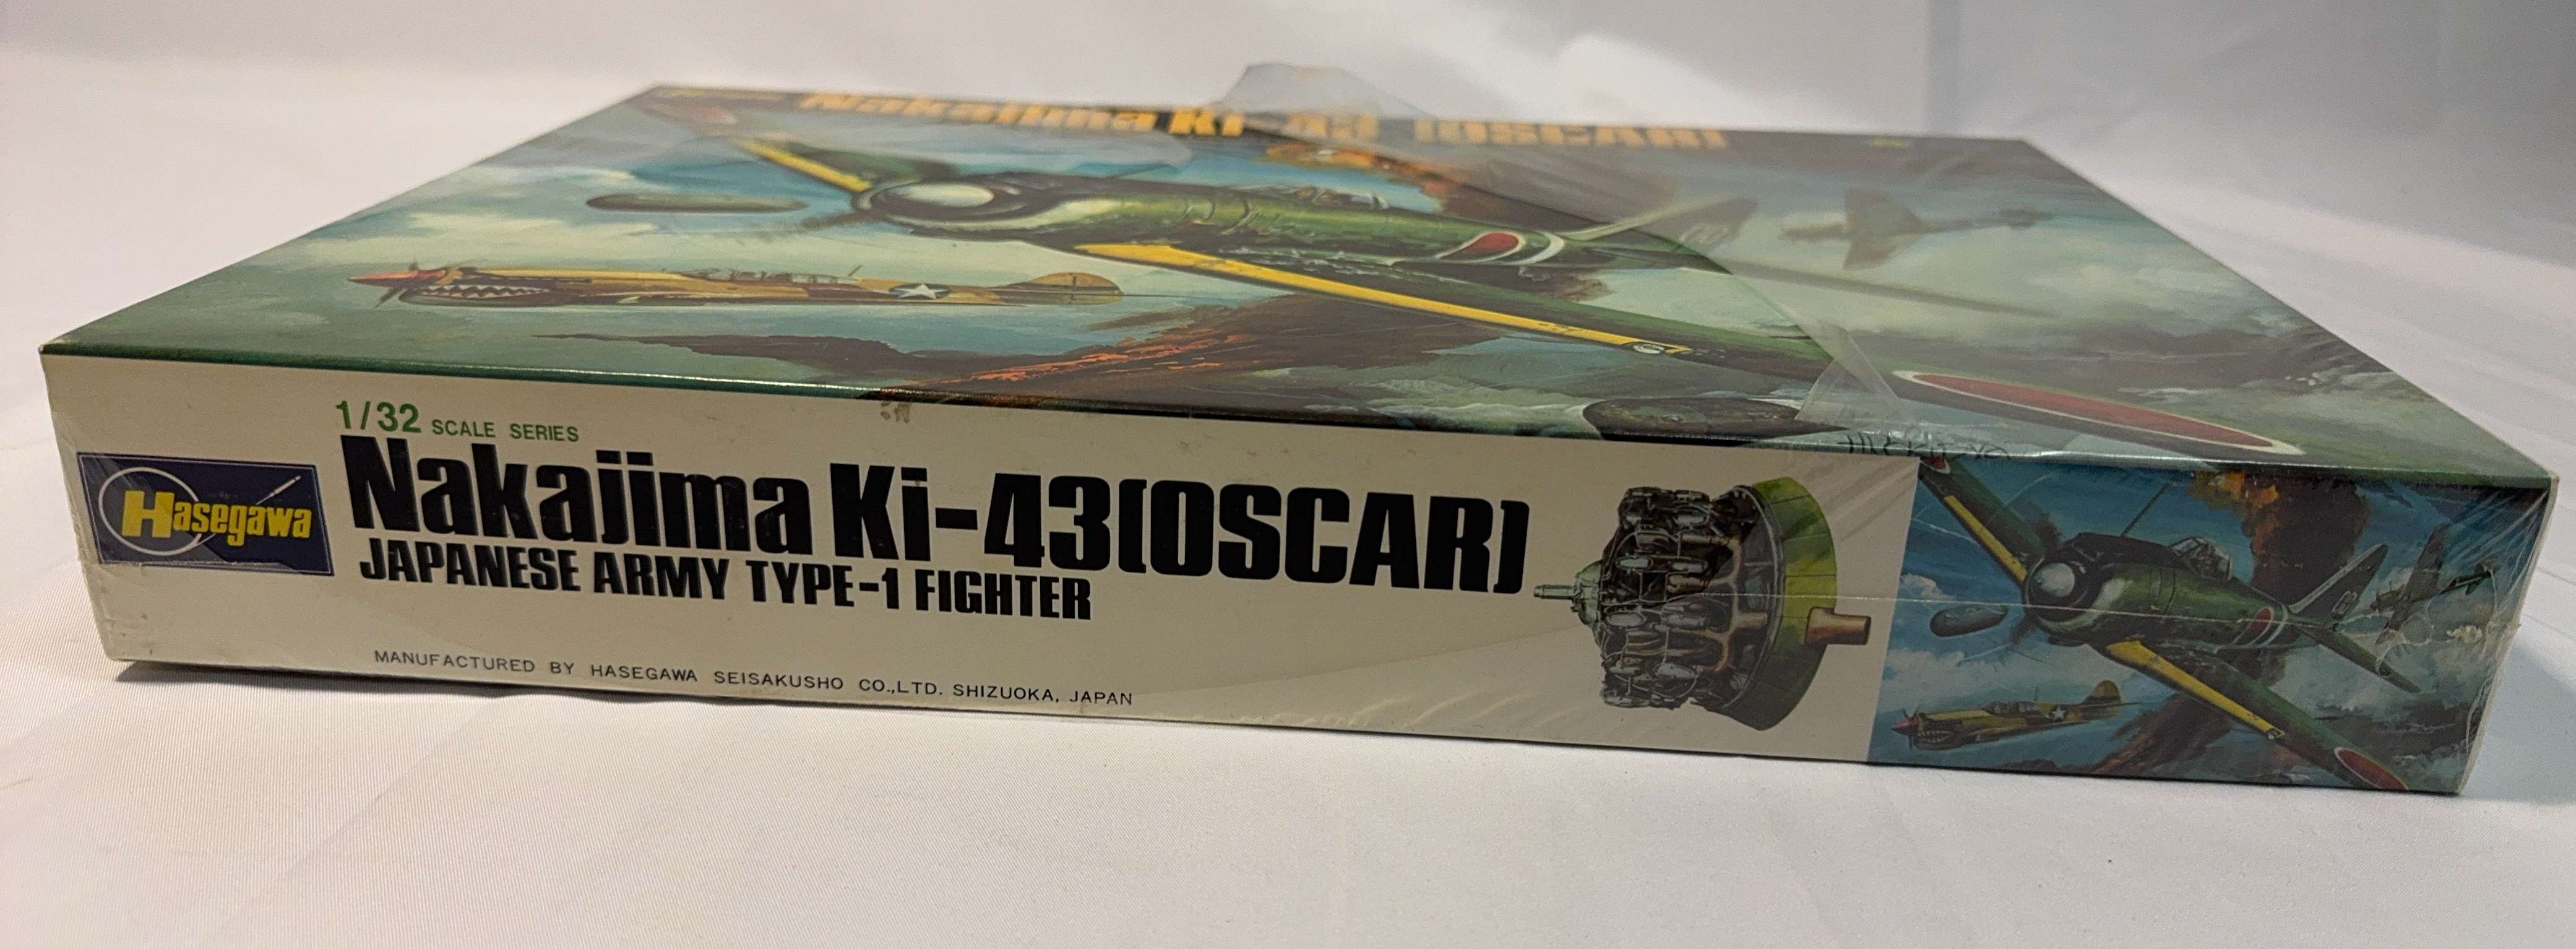 Nakajima Ki-43 (OSCAR)
1/32 SCALE SERIES
Hasegawa
Nakajima Ki-43(OSCAR)
JAPANESE ARMY TYPE-1 FIGHTER
MANUFACTURED BY HASEGAWA SEISAKUSHO CO.,LTD. SHIZUOKA, JAPAN